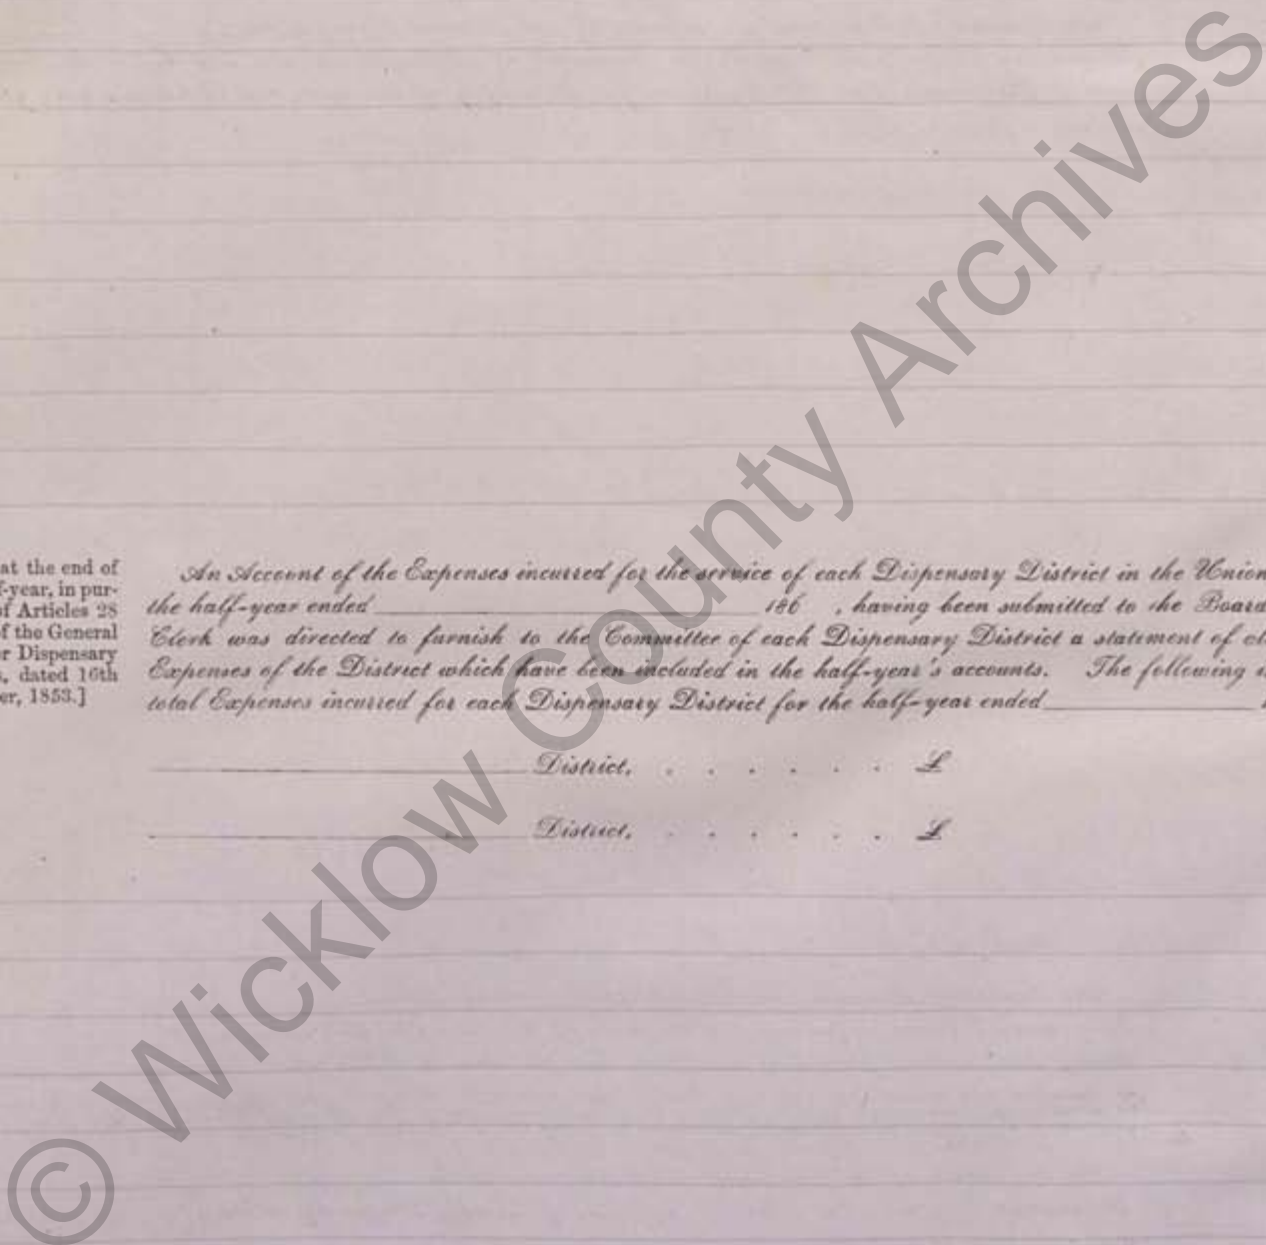 at the end of
f-year, in pur-
of Articles 28
f the General
r Dispensary
s, dated 16th
er, 1853.]
An Account of the Expenses incurred for the service of each Dispensary District in the Union
the half-year ended 186 , having been submitted to the Board
Clerk was directed to furnish to the Committee of each Dispensary District a statement of
Expenses of the District which have been included in the half-year's accounts. The following
total Expenses incurred for each Dispensary District for the half-year ended
District, . . . . . . £
District, . . . . . . £
© Wicklow County Archives